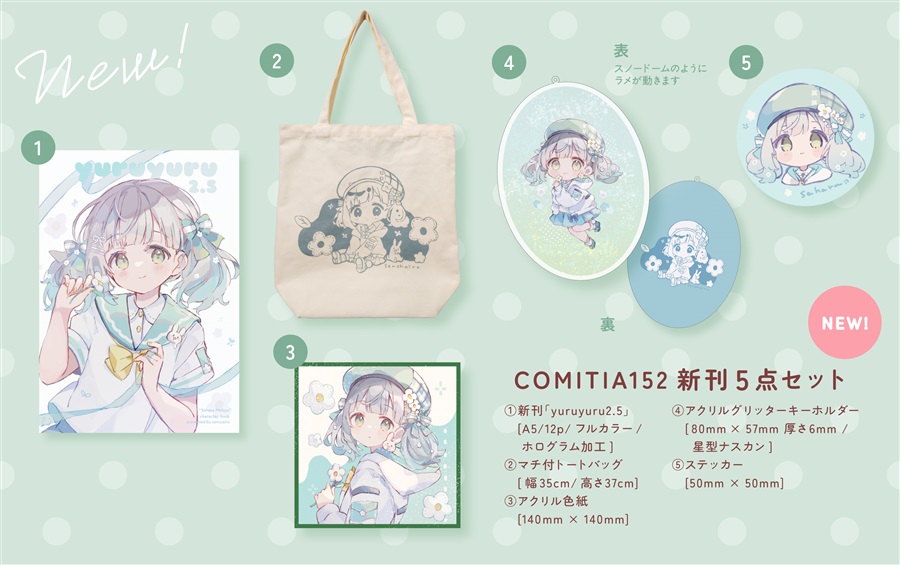 New!
1
yuruyuru
2.5
2
3
4
表
スノードームのように
ラメが動きます
裏
5
NEW!
COMITIA152 新刊5点セット
①新刊「yuruyuru2.5」
[A5/12p/ フルカラー/
ホログラム加工]
②マチ付トートバッグ
[ 幅35cm/ 高さ37cm]
③アクリル色紙
[140mm × 140mm]
④アクリルグリッターキーホルダー
[ 80mm × 57mm 厚さ6mm /
星型ナスカン ]
⑤ステッカー
[50mm × 50mm]